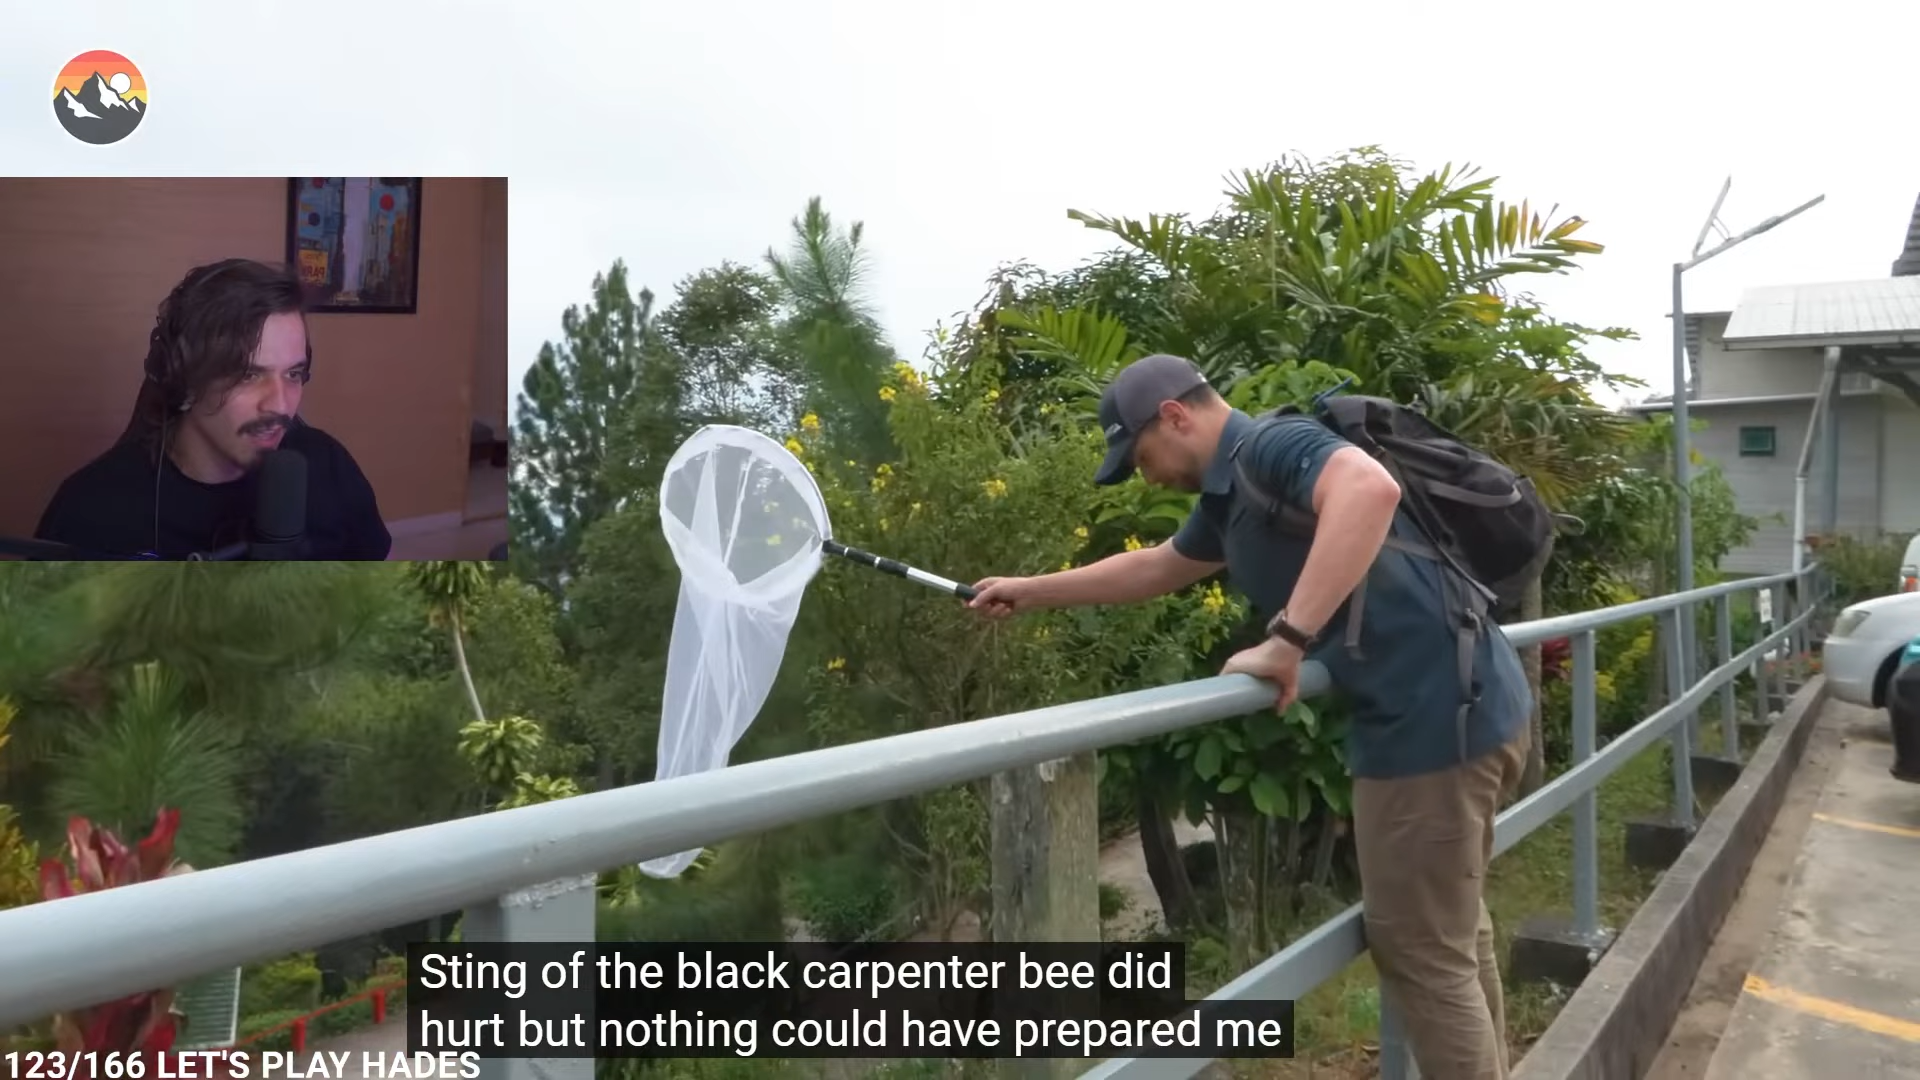 Sting of the black carpenter bee did
hurt but nothing could have prepared me
123/166 LET'S PLAY HADES